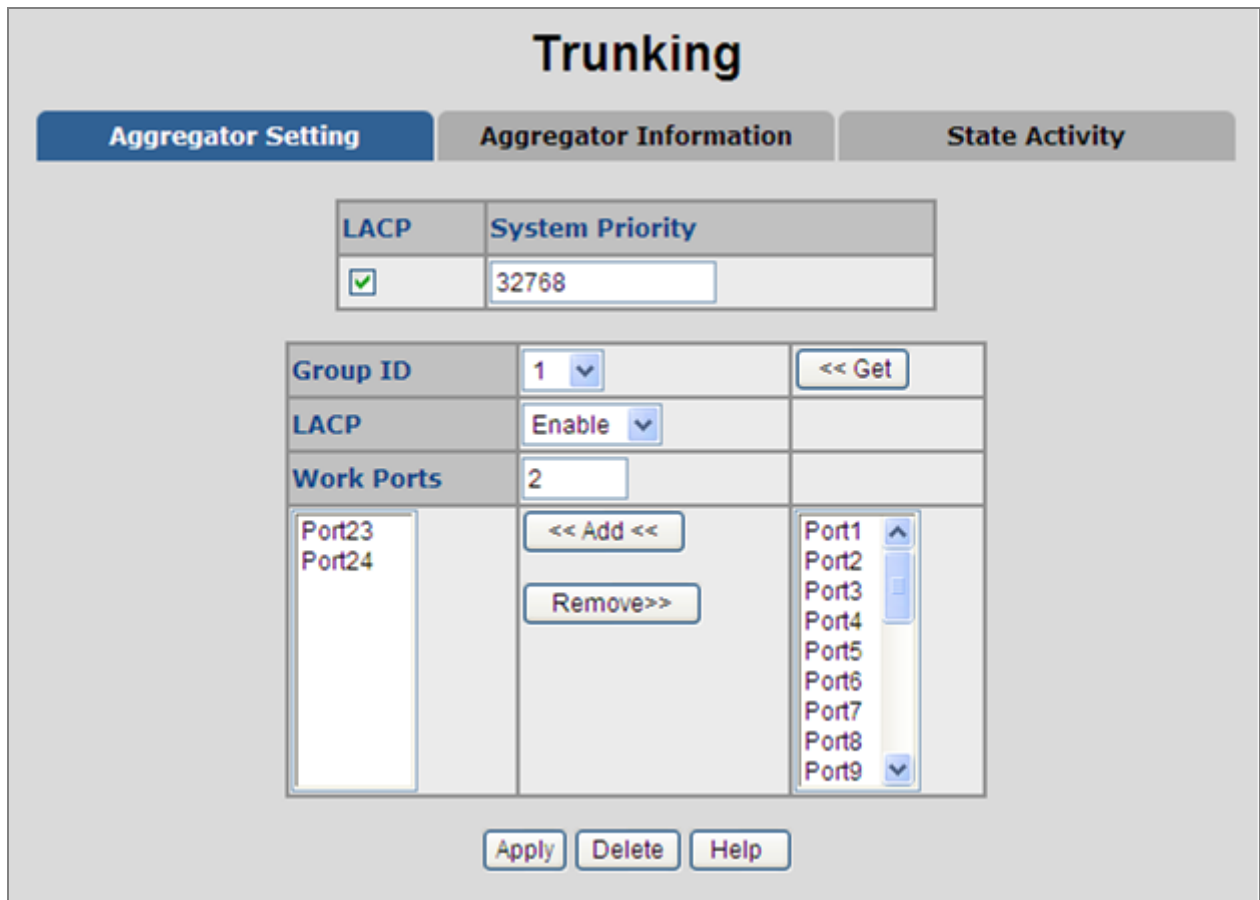 Trunking
Aggregator Setting Aggregator Information State Activity
LACP System Priority
32768
Group ID 1 << Get
LACP Enable
Work Ports 2
Port23 << Add << Port1
Port24 Port2
Remove>> Port3
Port4
Port5
Port6
Port7
Port8
Port9
Apply Delete Help